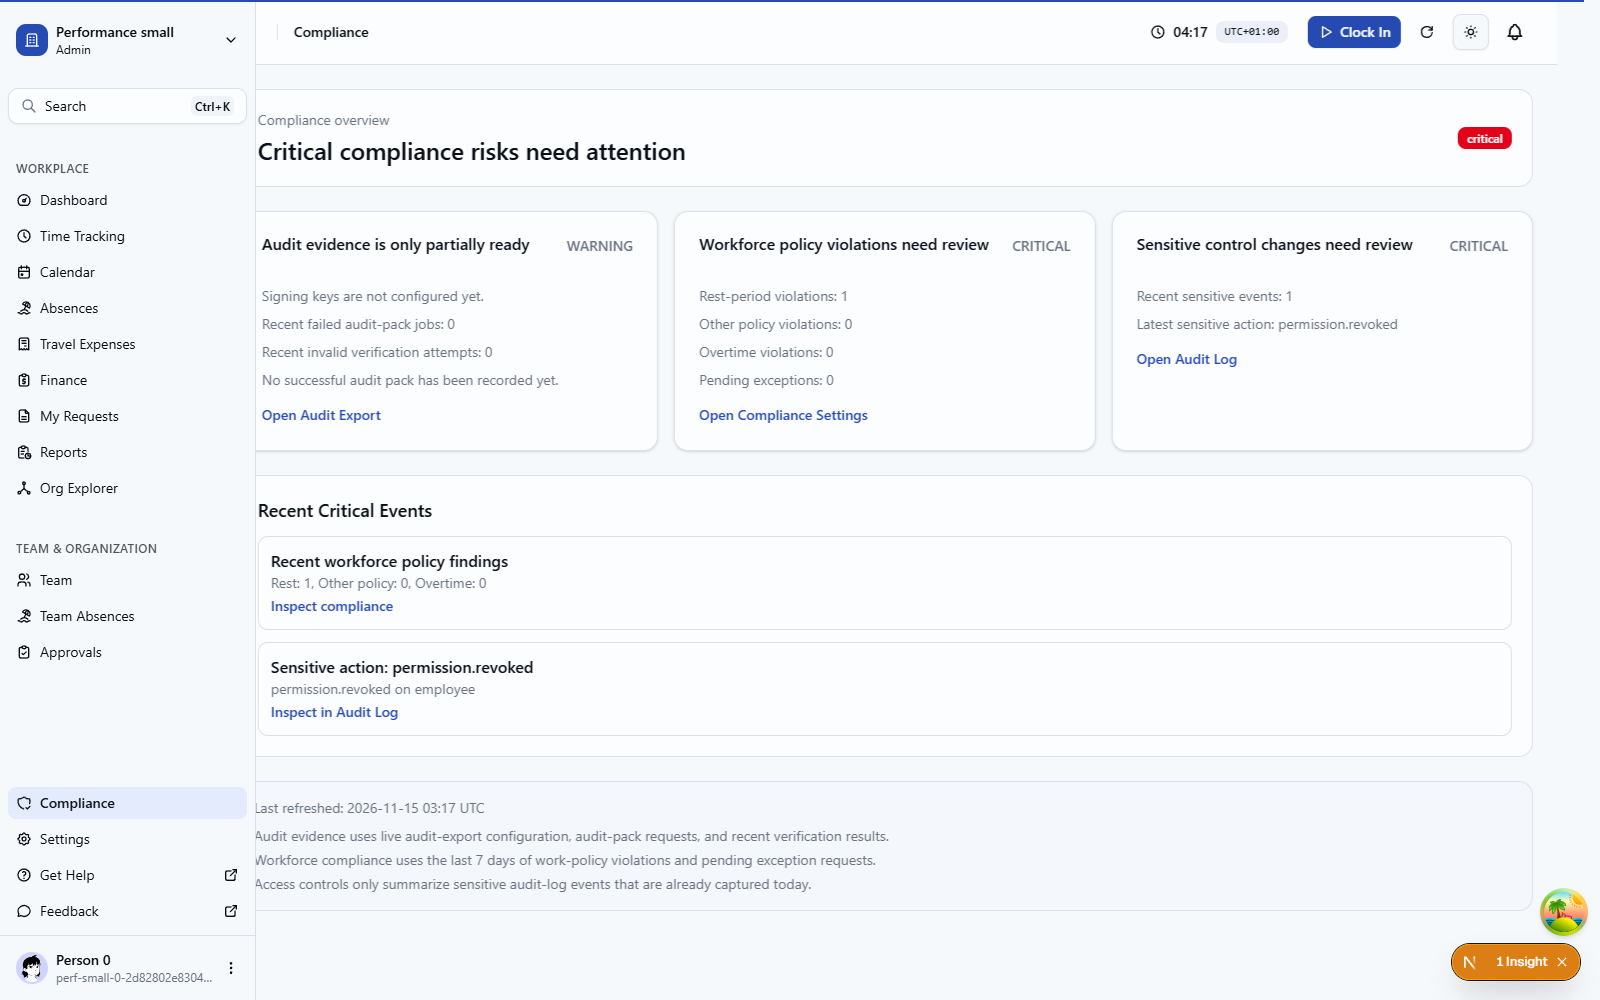 Performance small
Admin
Search
Ctrl+K
WORKPLACE
Dashboard
Time Tracking
Calendar
Absences
Travel Expenses
Finance
My Requests
Reports
Org Explorer
TEAM & ORGANIZATION
Team
Team Absences
Approvals
Compliance
Settings
Get Help
Feedback
Person 0
perf-small-0-2d82802e8304...
Compliance
04:17
UTC+01:00
Clock In
Compliance overview
Critical compliance risks need attention
critical
Audit evidence is only partially ready
WARNING
Signing keys are not configured yet.
Recent failed audit-pack jobs: 0
Recent invalid verification attempts: 0
No successful audit pack has been recorded yet.
Open Audit Export
Workforce policy violations need review
CRITICAL
Rest-period violations: 1
Other policy violations: 0
Overtime violations: 0
Pending exceptions: 0
Open Compliance Settings
Sensitive control changes need review
CRITICAL
Recent sensitive events: 1
Latest sensitive action: permission.revoked
Open Audit Log
Recent Critical Events
Recent workforce policy findings
Rest: 1, Other policy: 0, Overtime: 0
Inspect compliance
Sensitive action: permission.revoked
permission.revoked on employee
Inspect in Audit Log
Last refreshed: 2026-11-15 03:17 UTC
Audit evidence uses live audit-export configuration, audit-pack requests, and recent verification results.
Workforce compliance uses the last 7 days of work-policy violations and pending exception requests.
Access controls only summarize sensitive audit-log events that are already captured today.
1 Insight